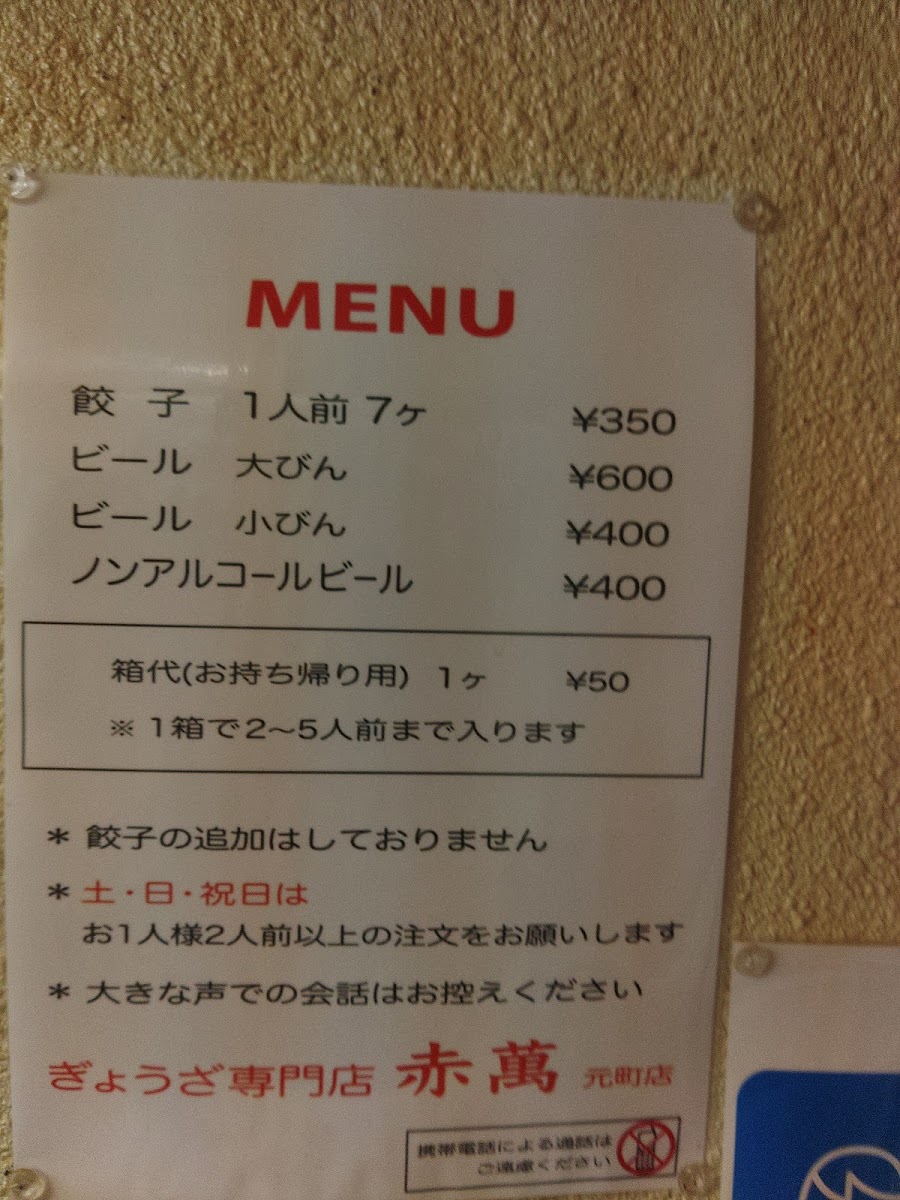 MENU
餃子 1人前 7ヶ ¥350
ビール 大びん ¥600
ビール 小びん ¥400
ノンアルコールビール ¥400
箱代(お持ち帰り用) 1ヶ ¥50
※ 1箱で2～5人前まで入ります
* 餃子の追加はしておりません
* 土・日・祝日は
お1人様2人前以上の注文をお願いします
* 大きな声での会話はお控えください
ぎょうざ専門店 赤萬 元町店
携帯電話による通話は
ご遠慮ください